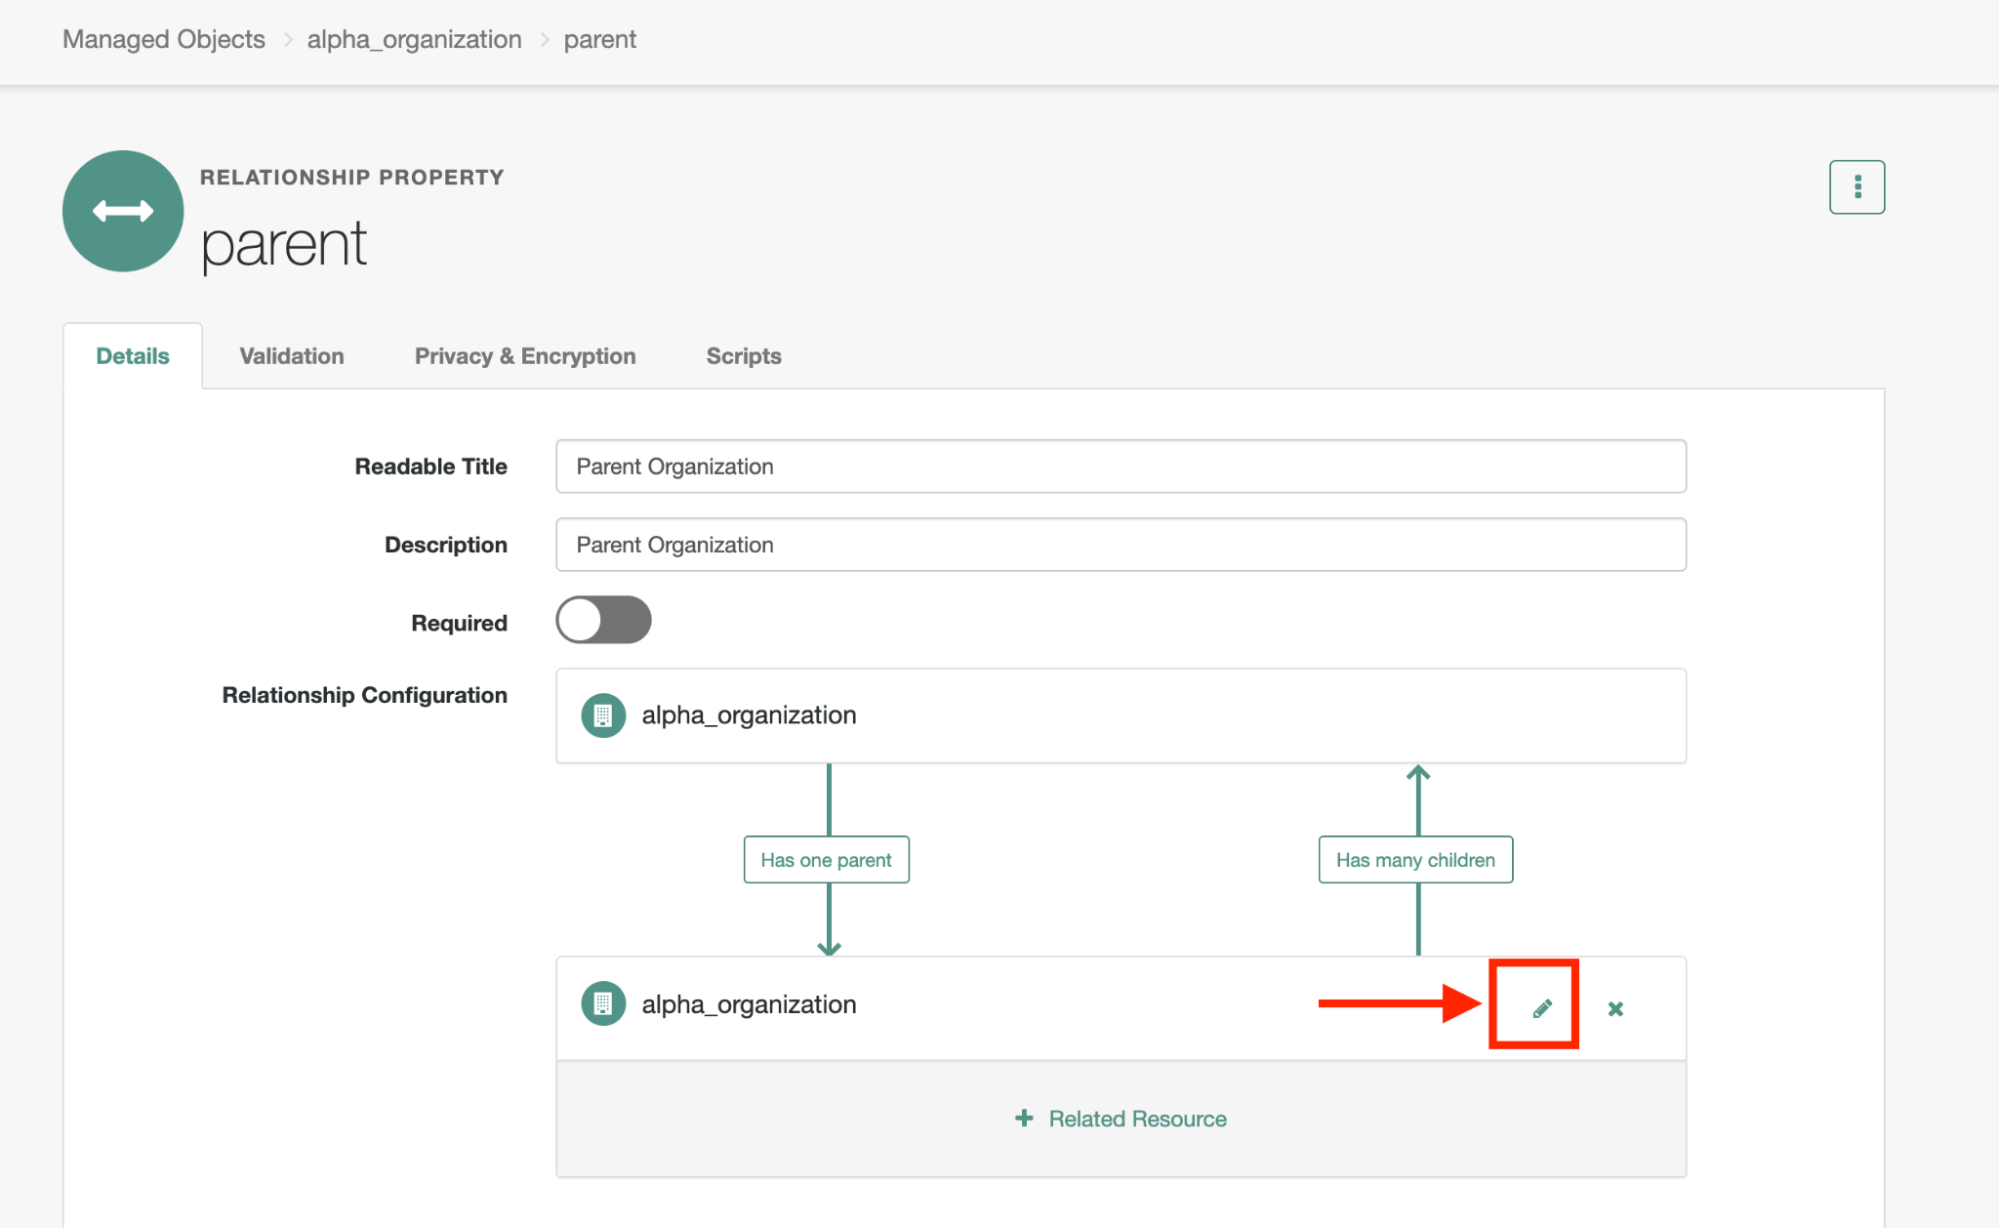 Managed Objects > alpha_organization > parent
RELATIONSHIP PROPERTY
parent
Details Validation Privacy & Encryption Scripts
Readable Title Parent Organization
Description Parent Organization
Required
Relationship Configuration alpha_organization
Has one parent Has many children
alpha_organization
+ Related Resource